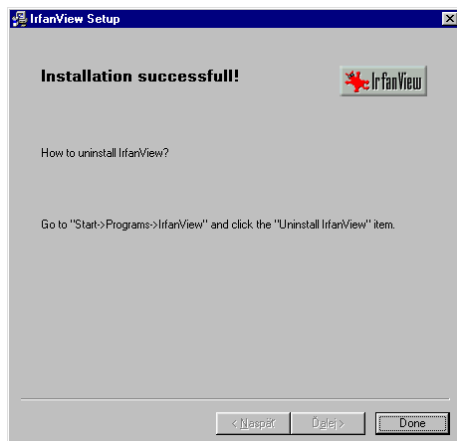 IrfanView Setup
Installation successfull!
IrfanView
How to uninstall IrfanView?
Go to "Start->Programs->IrfanView" and click the "Uninstall IrfanView" item.
< Naspäť
Ďalej >
Done